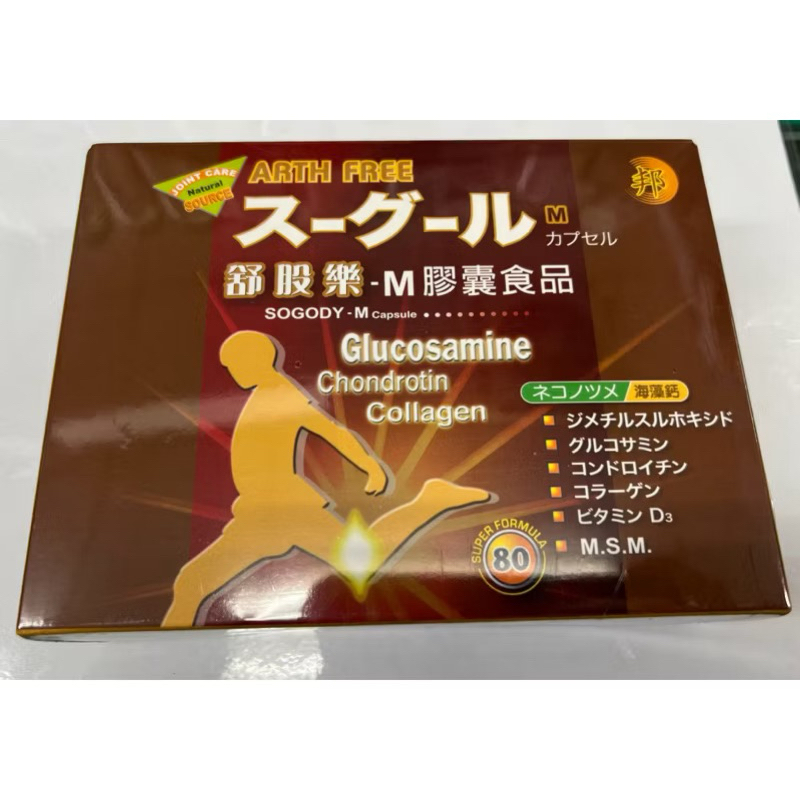 JOINT CARE
Natural
SOURCE
ARTH FREE
邦
スーグール M
カプセル
舒股樂-M膠囊食品
SOGODY-M Capsule
Glucosamine
Chondrotin
Collagen
ネコノツメ/海藻鈣
ジメチルスルホキシド
グルコサミン
コンドロイチン
コラーゲン
ビタミン D3
M.S.M.
SUPER FORMULA
80